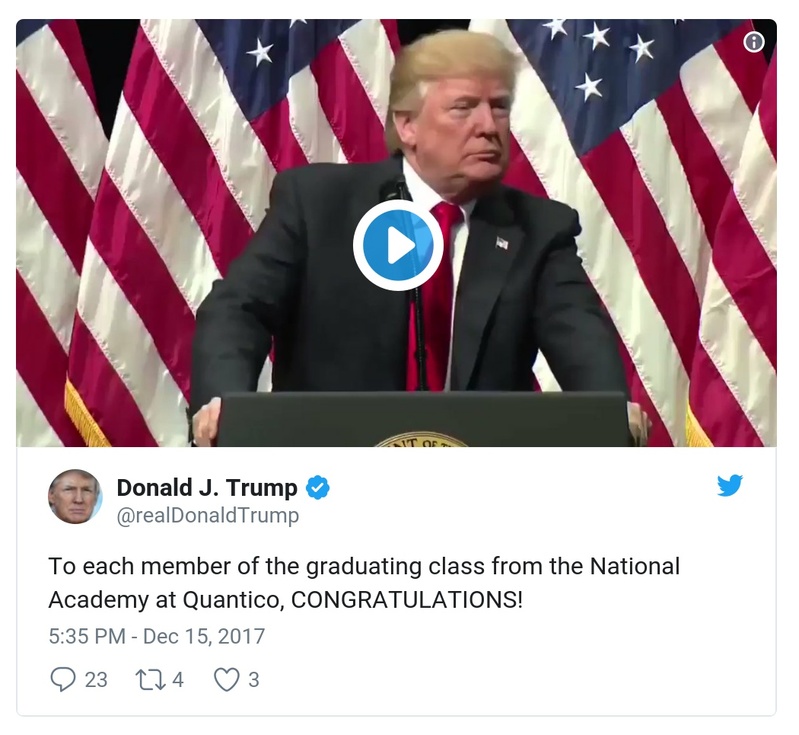 NT OF T
Donald J. Trump
@realDonaldTrump
To each member of the graduating class from the National
Academy at Quantico, CONGRATULATIONS!
5:35 PM - Dec 15, 2017
23 4 3